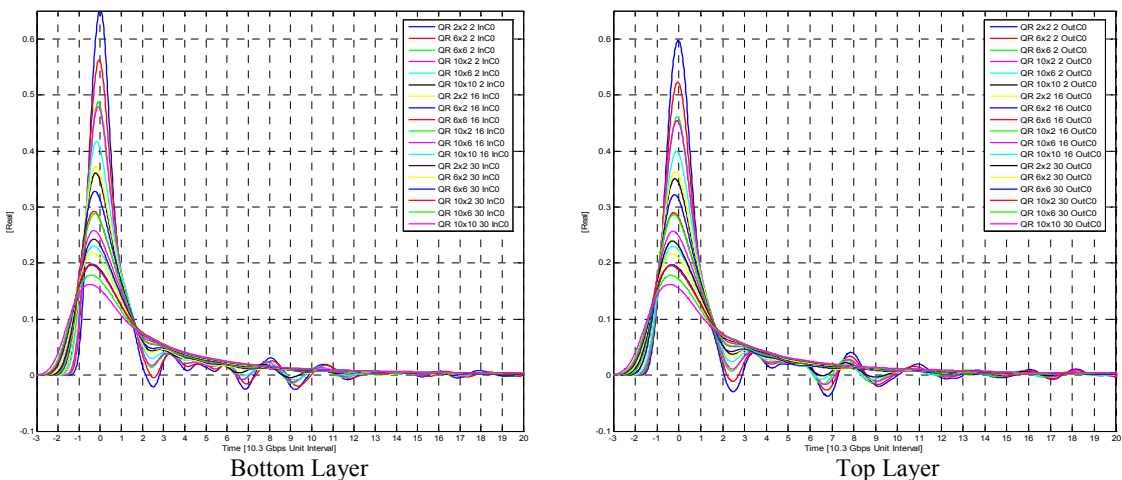 0.6
0.5
0.4
0.3
0.2
0.1
0
-0.1
[Real]
-3 -2 -1 0 1 2 3 4 5 6 7 8 9 10 11 12 13 14 15 16 17 18 19 20
Time [10.3 Gbps Unit Interval]
QR 2x2 2 InC0
QR 6x2 2 InC0
QR 6x6 2 InC0
QR 10x2 2 InC0
QR 10x6 2 InC0
QR 10x10 2 InC0
QR 2x2 16 InC0
QR 6x2 16 InC0
QR 6x6 16 InC0
QR 10x2 16 InC0
QR 10x6 16 InC0
QR 10x10 16 InC0
QR 2x2 30 InC0
QR 6x2 30 InC0
QR 6x6 30 InC0
QR 10x2 30 InC0
QR 10x6 30 InC0
QR 10x10 30 InC0
Bottom Layer
0.6
0.5
0.4
0.3
0.2
0.1
0
-0.1
[Real]
-3 -2 -1 0 1 2 3 4 5 6 7 8 9 10 11 12 13 14 15 16 17 18 19 20
Time [10.3 Gbps Unit Interval]
QR 2x2 2 OutC0
QR 6x2 2 OutC0
QR 6x6 2 OutC0
QR 10x2 2 OutC0
QR 10x6 2 OutC0
QR 10x10 2 OutC0
QR 2x2 16 OutC0
QR 6x2 16 OutC0
QR 6x6 16 OutC0
QR 10x2 16 OutC0
QR 10x6 16 OutC0
QR 10x10 16 OutC0
QR 2x2 30 OutC0
QR 6x2 30 OutC0
QR 6x6 30 OutC0
QR 10x2 30 OutC0
QR 10x6 30 OutC0
QR 10x10 30 OutC0
Top Layer